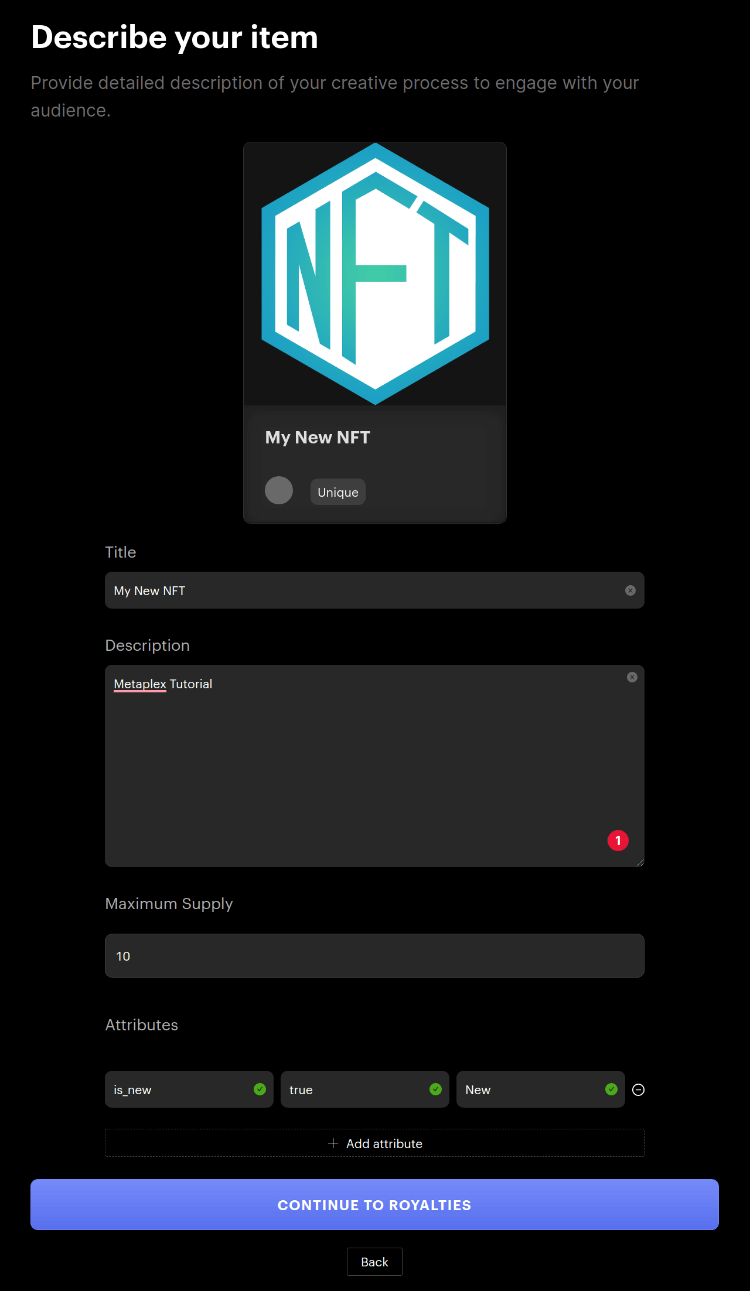 Describe your item
Provide detailed description of your creative process to engage with your
audience.
NFT
My New NFT
Unique
Title
My New NFT
Description
Metaplex Tutorial
1
Maximum Supply
10
Attributes
is_new true New
Add attribute
CONTINUE TO ROYALTIES
Back